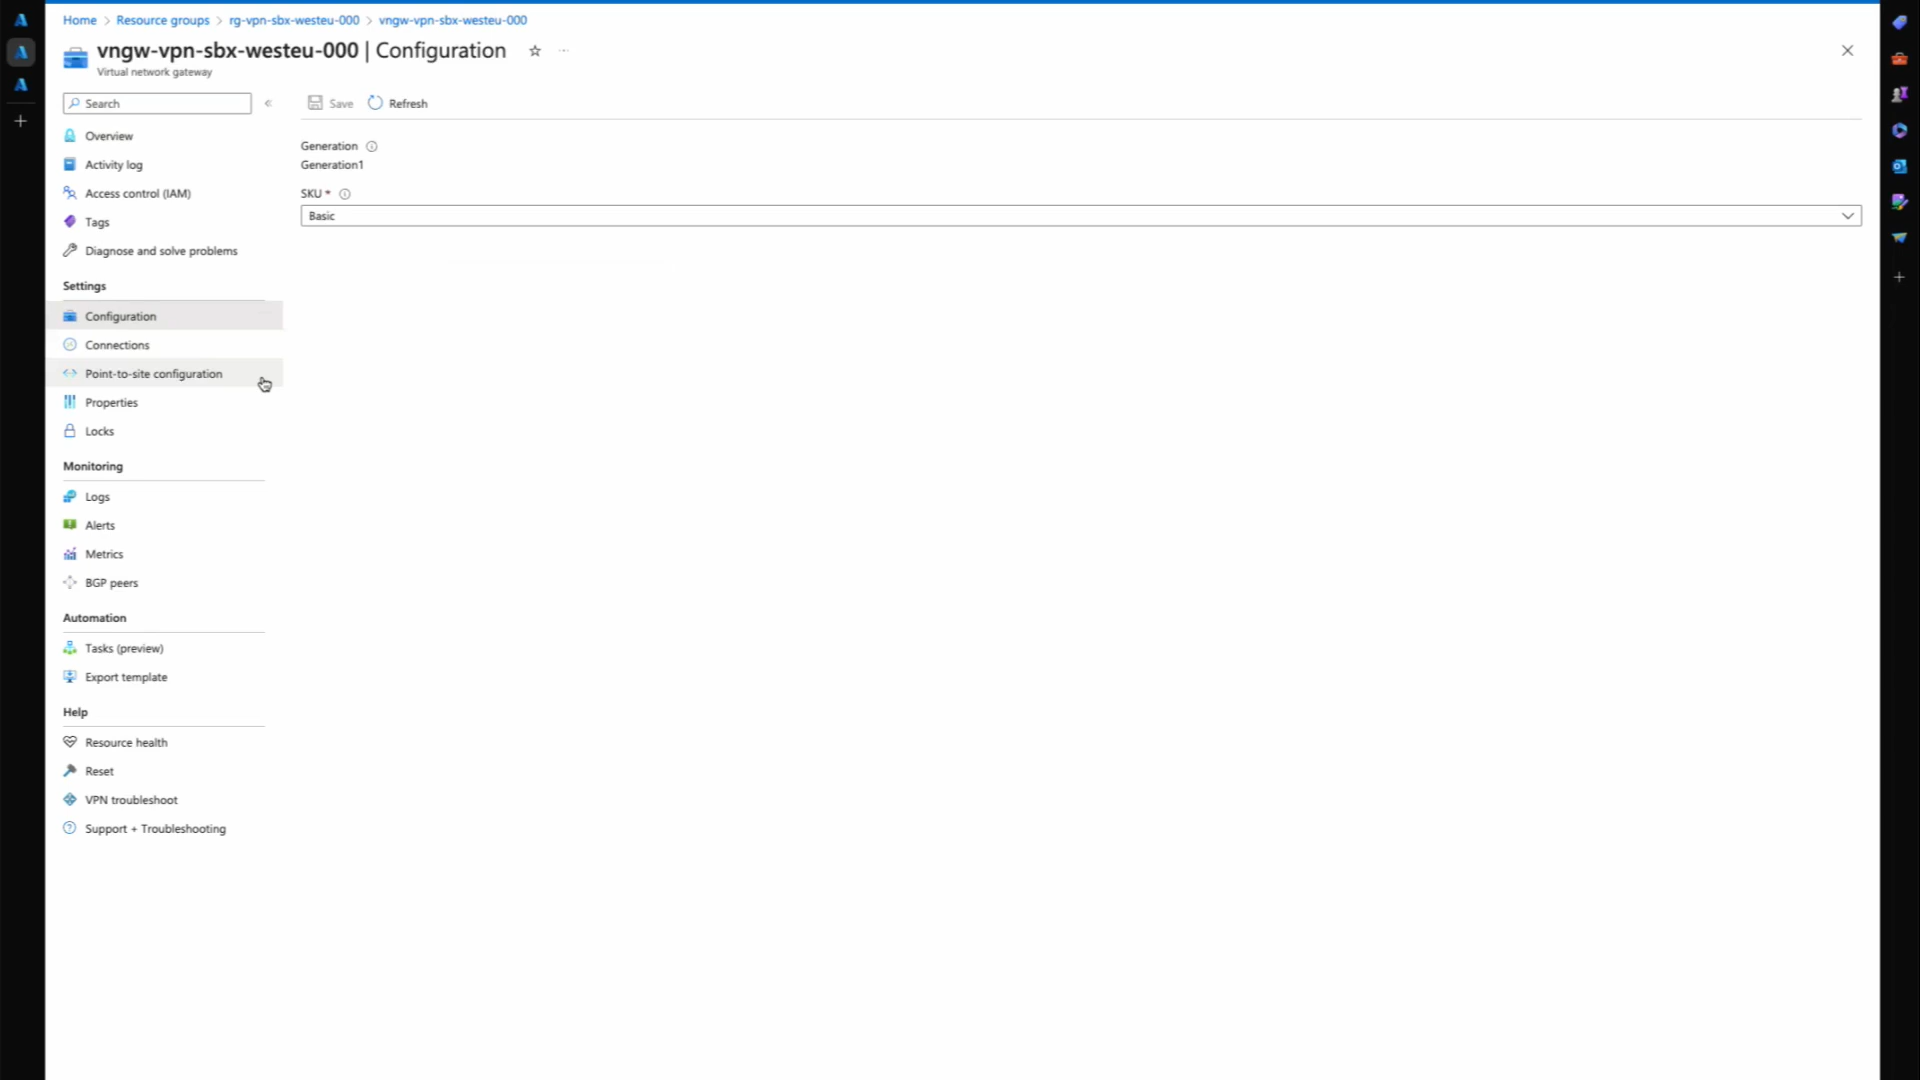 Home > Resource groups > rg-vpn-sbx-westeu-000 > vngw-vpn-sbx-westeu-000
vngw-vpn-sbx-westeu-000 | Configuration
Virtual network gateway
Search
Save
Refresh
Overview
Activity log
Access control (IAM)
Tags
Diagnose and solve problems
Settings
Configuration
Connections
Point-to-site configuration
Properties
Locks
Monitoring
Logs
Alerts
Metrics
BGP peers
Automation
Tasks (preview)
Export template
Help
Resource health
Reset
VPN troubleshoot
Support + Troubleshooting
Generation
Generation1
SKU *
Basic